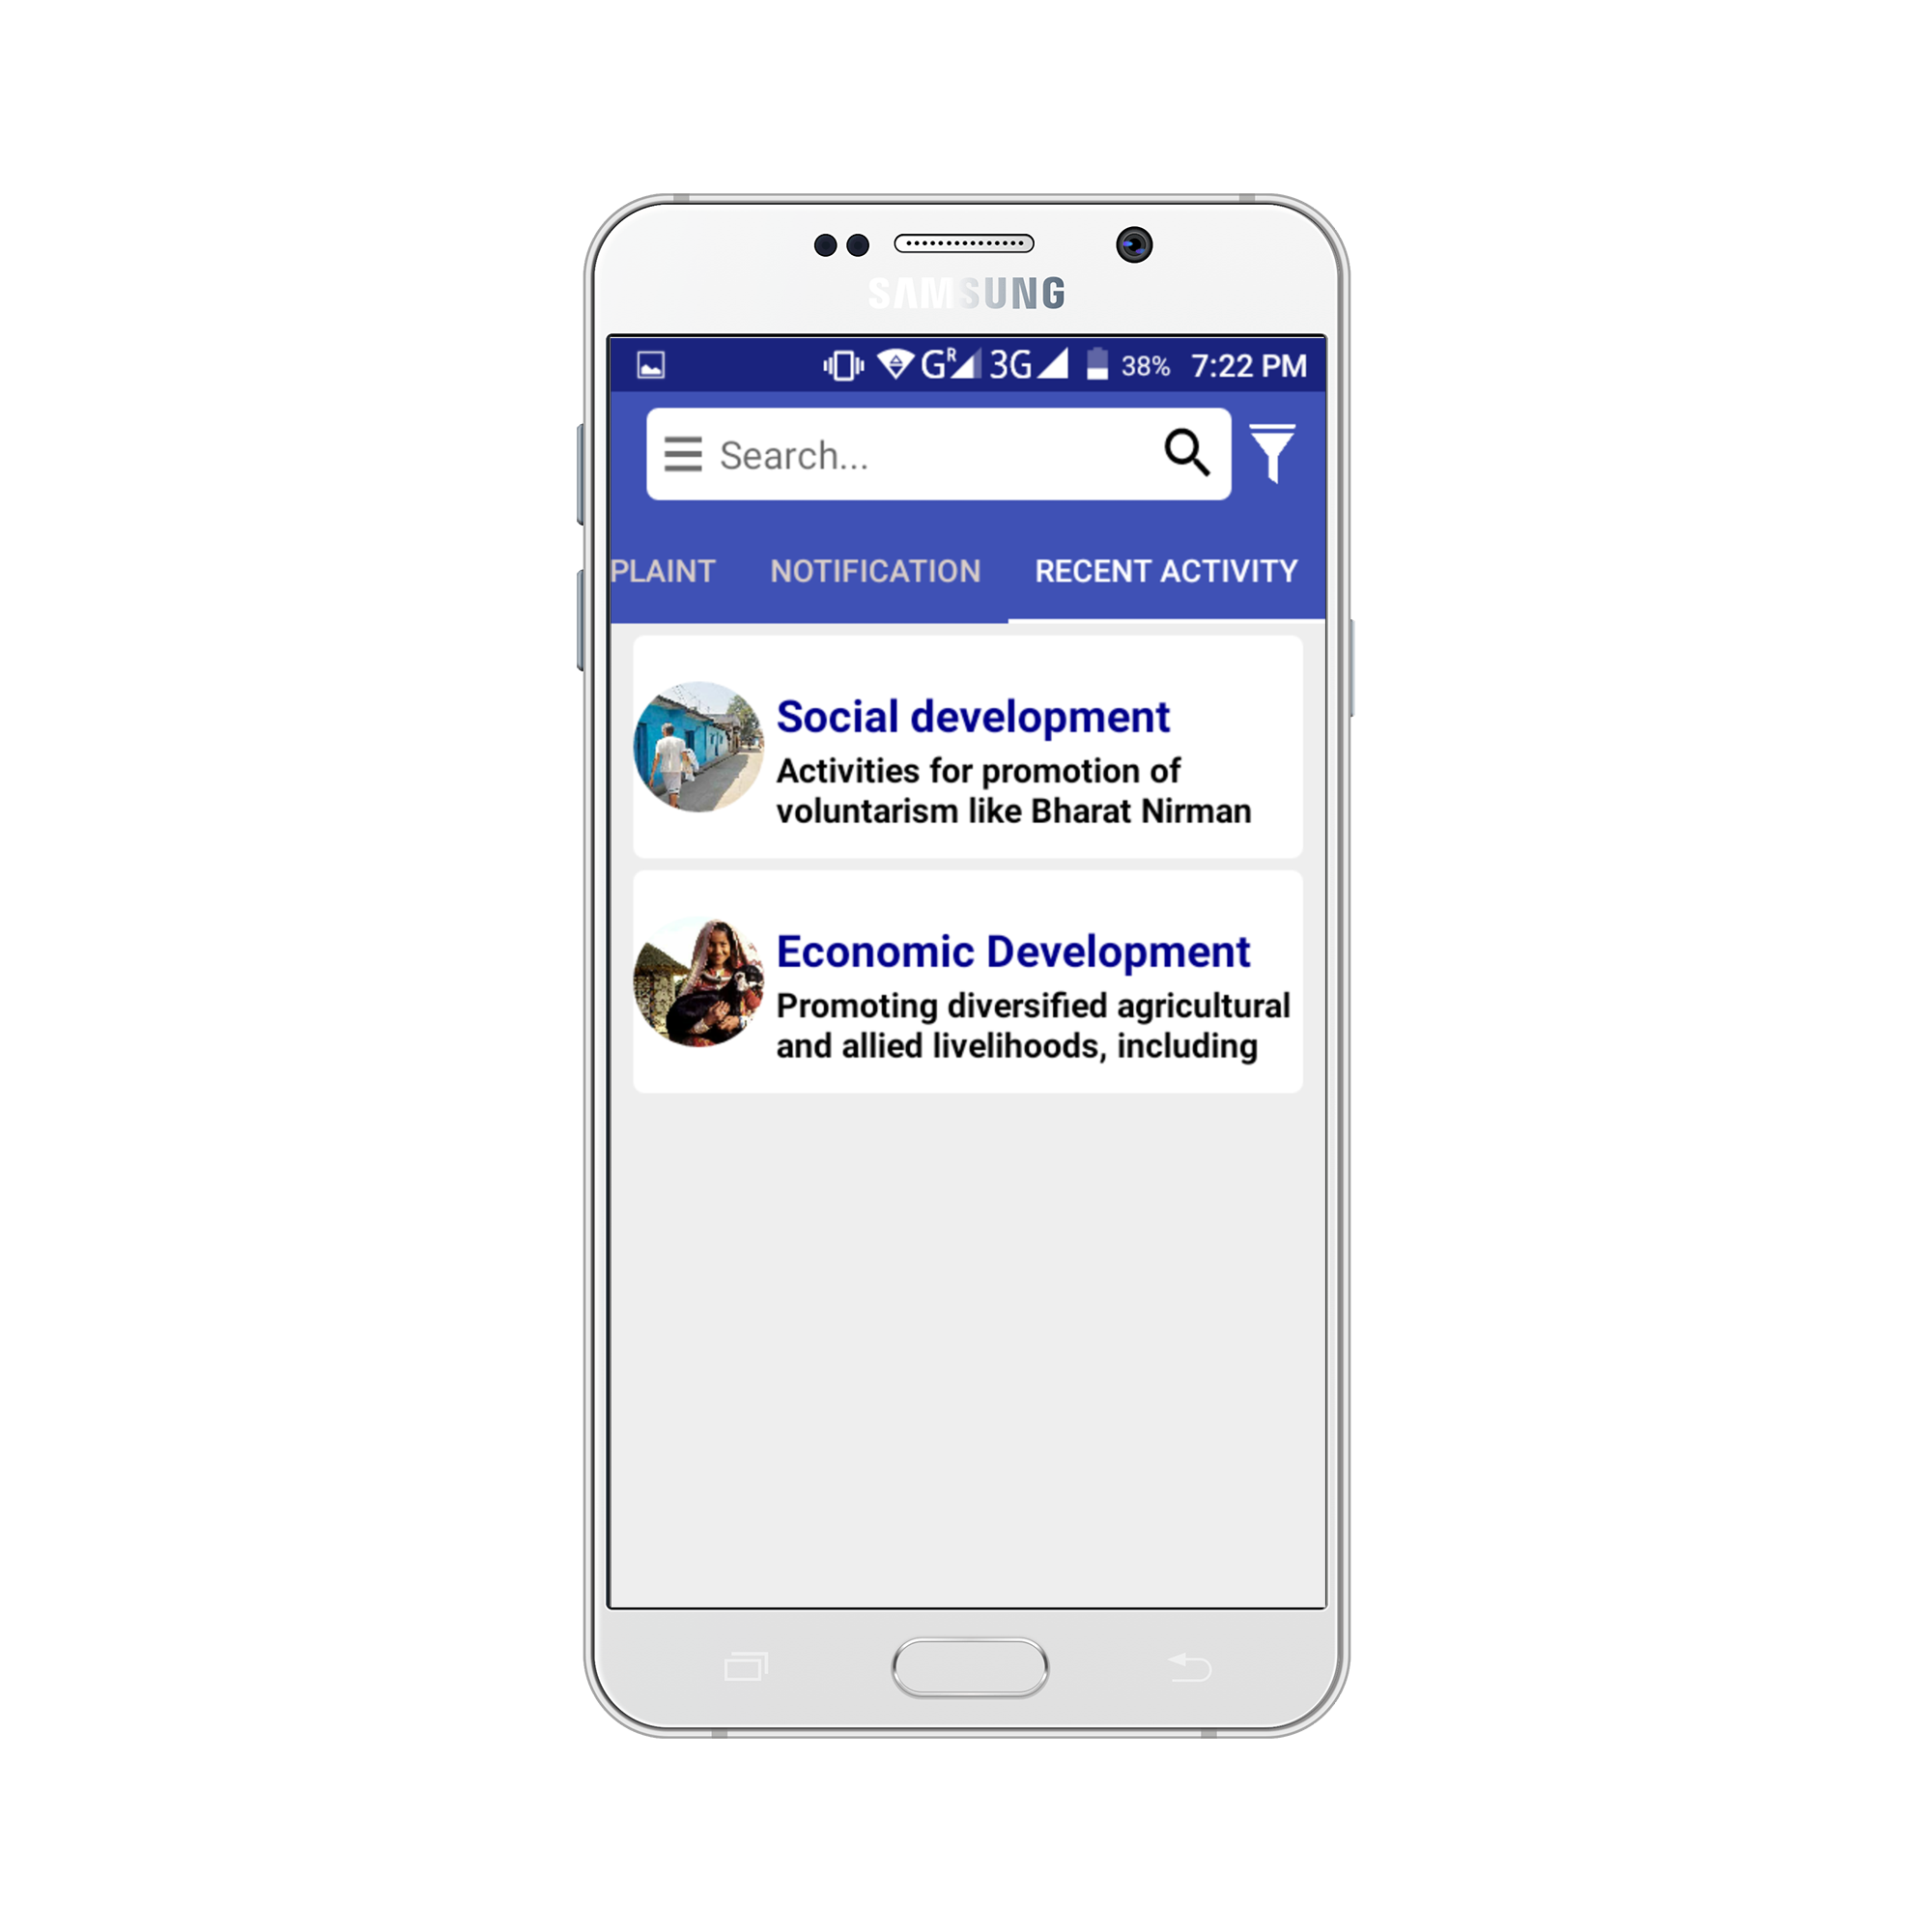 SAMSUNG
GR 3G 38% 7:22 PM
Search...
PLAINT NOTIFICATION RECENT ACTIVITY
Social development
Activities for promotion of
voluntarism like Bharat Nirman
Economic Development
Promoting diversified agricultural
and allied livelihoods, including